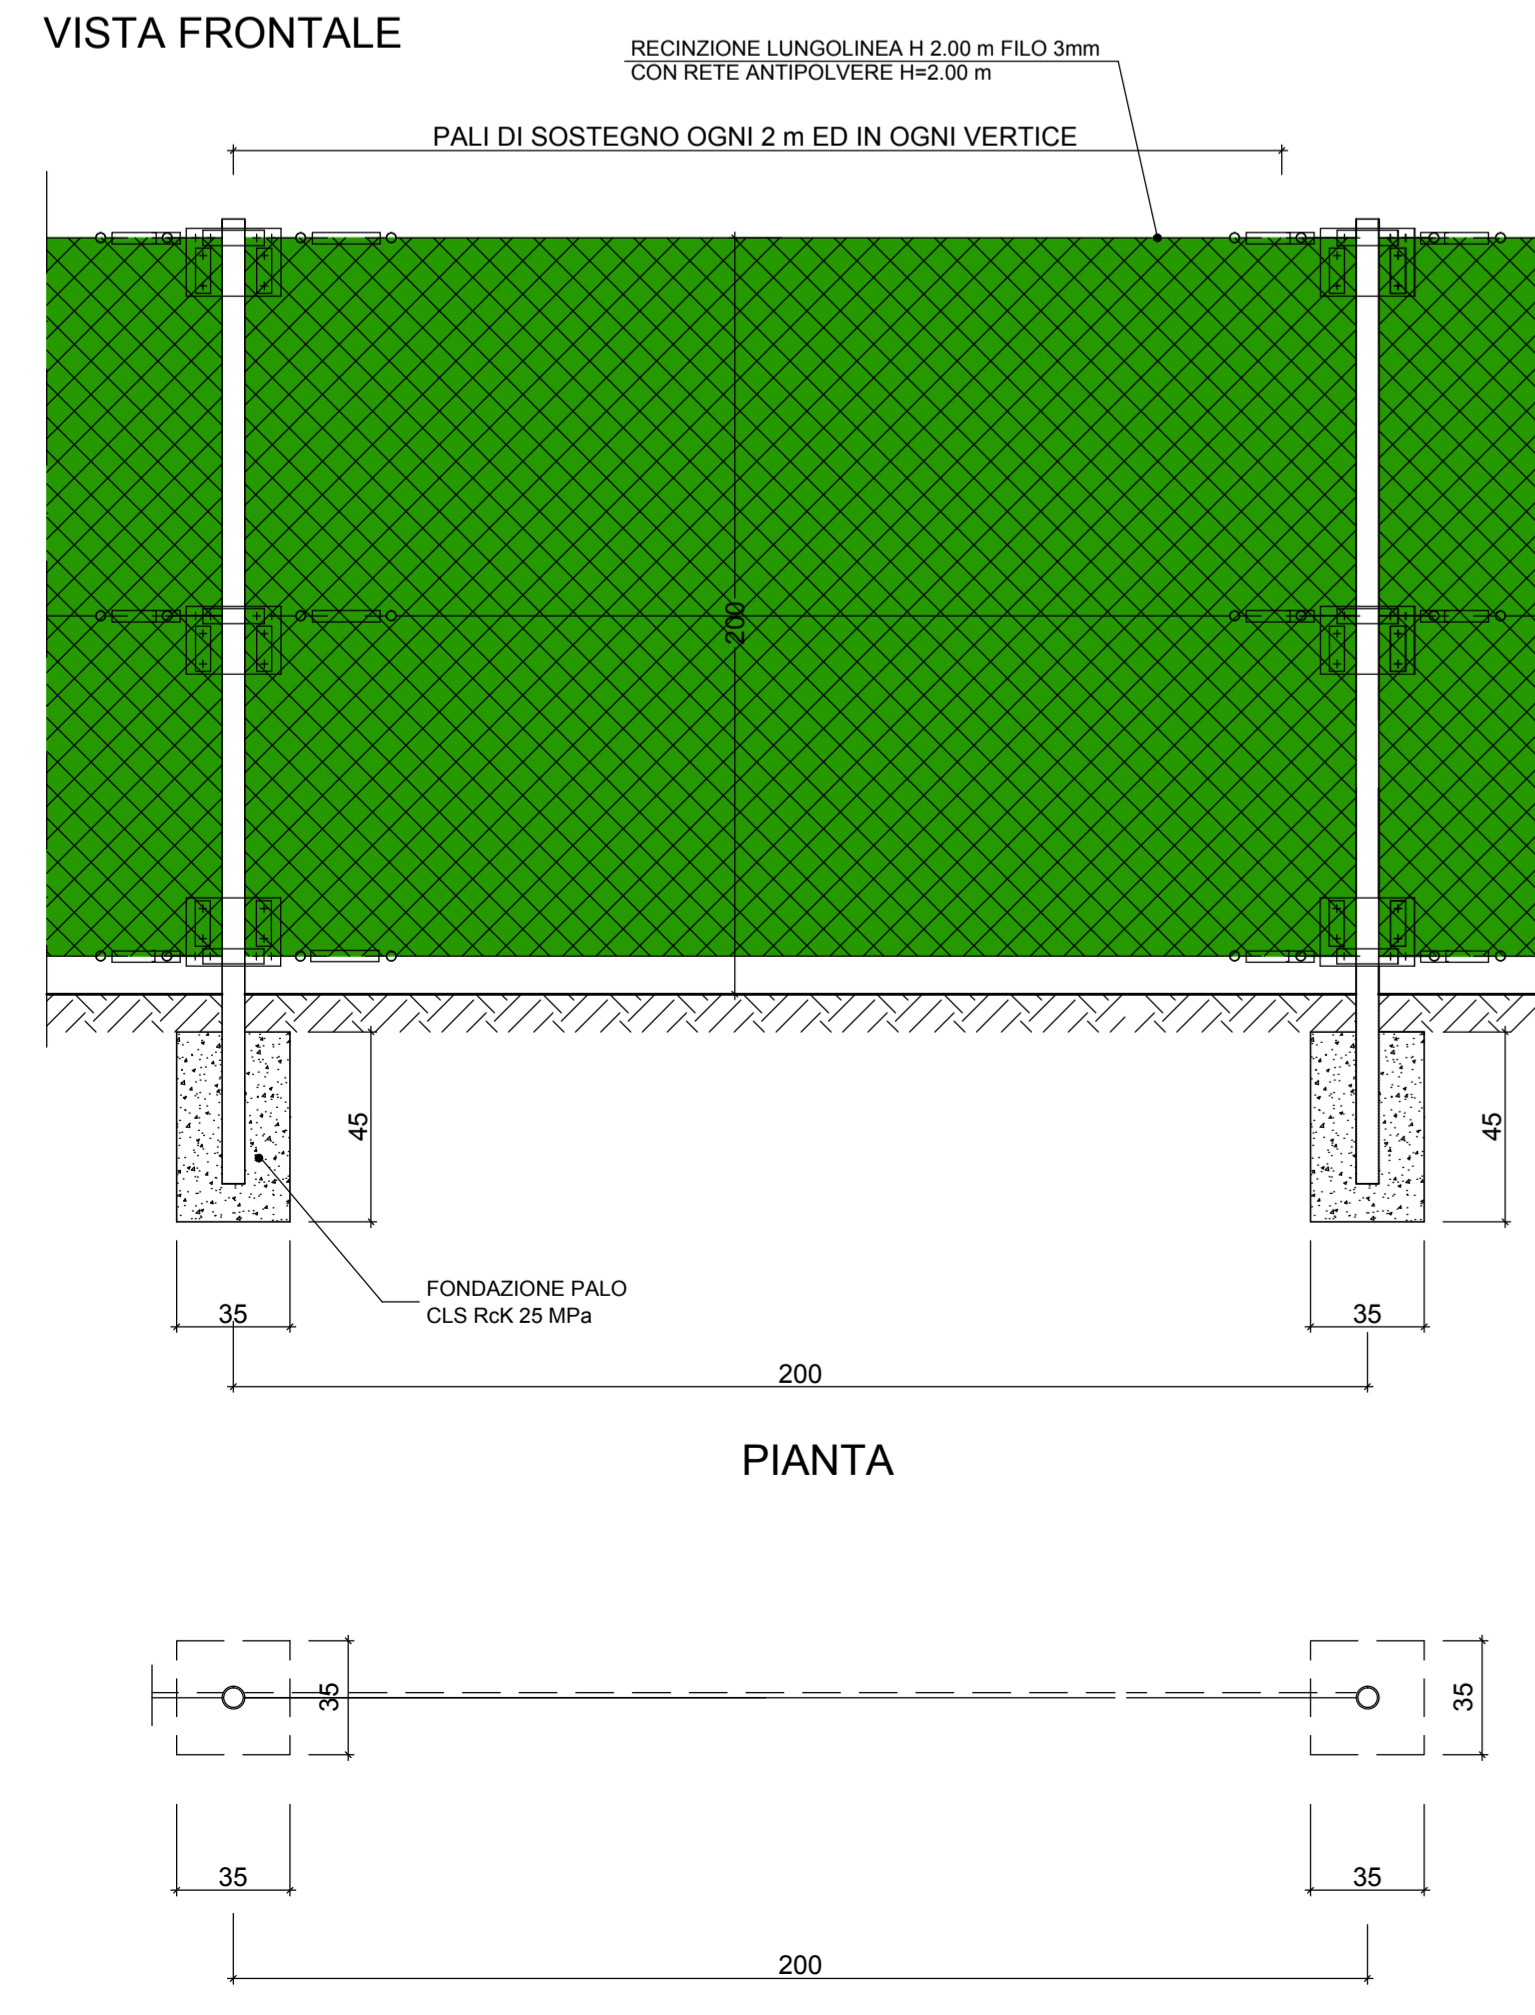 VISTA FRONTALE
RECINZIONE LUNGOLINEA H 2.00 m FILO 3mm
CON RETE ANTIPOLVERE H=2.00 m
PALI DI SOSTEGNO OGNI 2 m ED IN OGNI VERTICE
200
45
45
FONDAZIONE PALO
CLS RcK 25 MPa
35
35
200
PIANTA
35
35
35
35
200